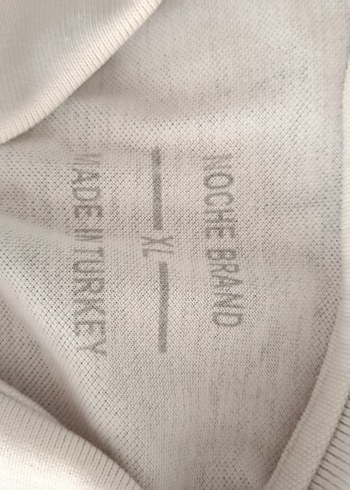 NOCHE BRAND
XL
MADE IN TURKEY